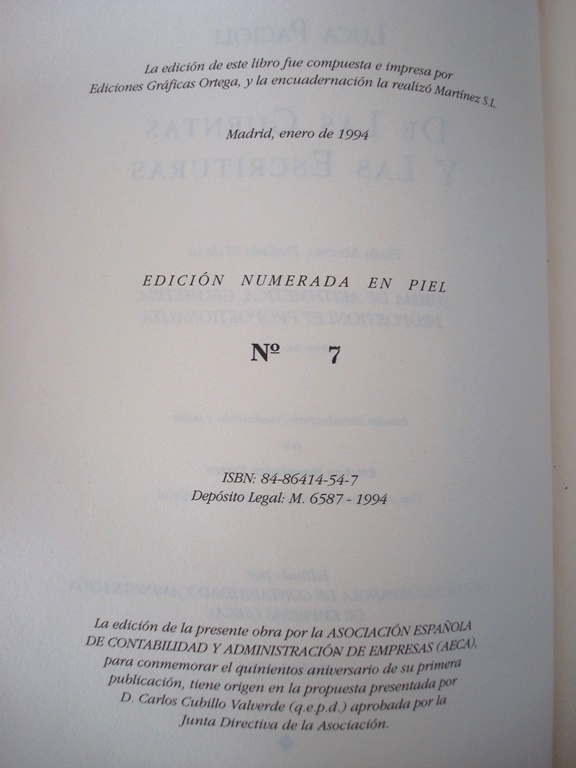 La edición de este libro fue compuesta e impresa por
Ediciones Gráficas Ortega, y la encuadernación la realizó Martínez S.L
Madrid, enero de 1994
EDICIÓN NUMERADA EN PIEL
Nº 7
ISBN: 84-86414-54-7
Depósito Legal: M. 6587 - 1994
La edición de la presente obra por la ASOCIACIÓN ESPAÑOLA
DE CONTABILIDAD Y ADMINISTRACIÓN DE EMPRESAS (AECA),
para conmemorar el quinientos aniversario de su primera
publicación, tiene origen en la propuesta presentada por
D. Carlos Cubillo Valverde (q.e.p.d.) aprobada por la
Junta Directiva de la Asociación.